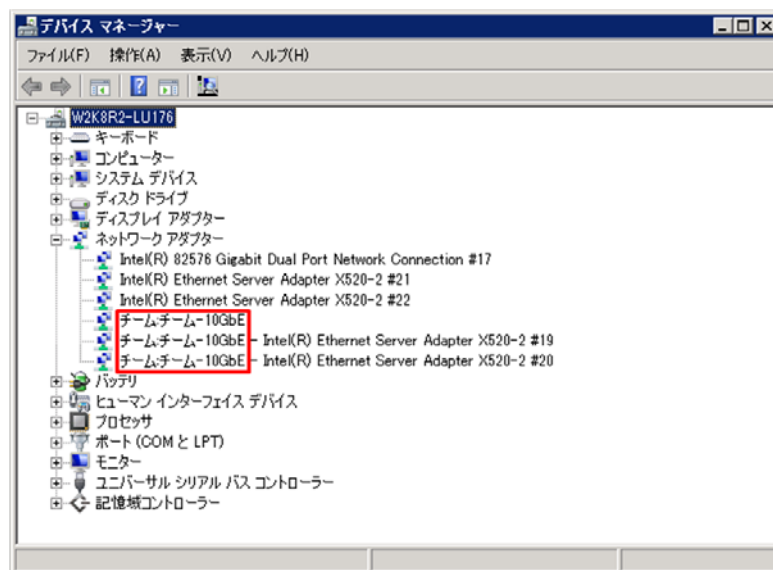 デバイス マネージャー
ファイル(F) 操作(A) 表示(V) ヘルプ(H)
W2K8R2-LU176
キーボード
コンピューター
システム デバイス
ディスク ドライブ
ディスプレイ アダプター
ネットワーク アダプター
Intel(R) 82576 Gigabit Dual Port Network Connection #17
Intel(R) Ethernet Server Adapter X520-2 #21
Intel(R) Ethernet Server Adapter X520-2 #22
チーム:チーム-10GbE
チーム:チーム-10GbE - Intel(R) Ethernet Server Adapter X520-2 #19
チーム:チーム-10GbE - Intel(R) Ethernet Server Adapter X520-2 #20
バッテリ
ヒューマン インターフェイス デバイス
プロセッサ
ポート (COM と LPT)
モニター
ユニバーサル シリアル バス コントローラー
記憶域コントローラー